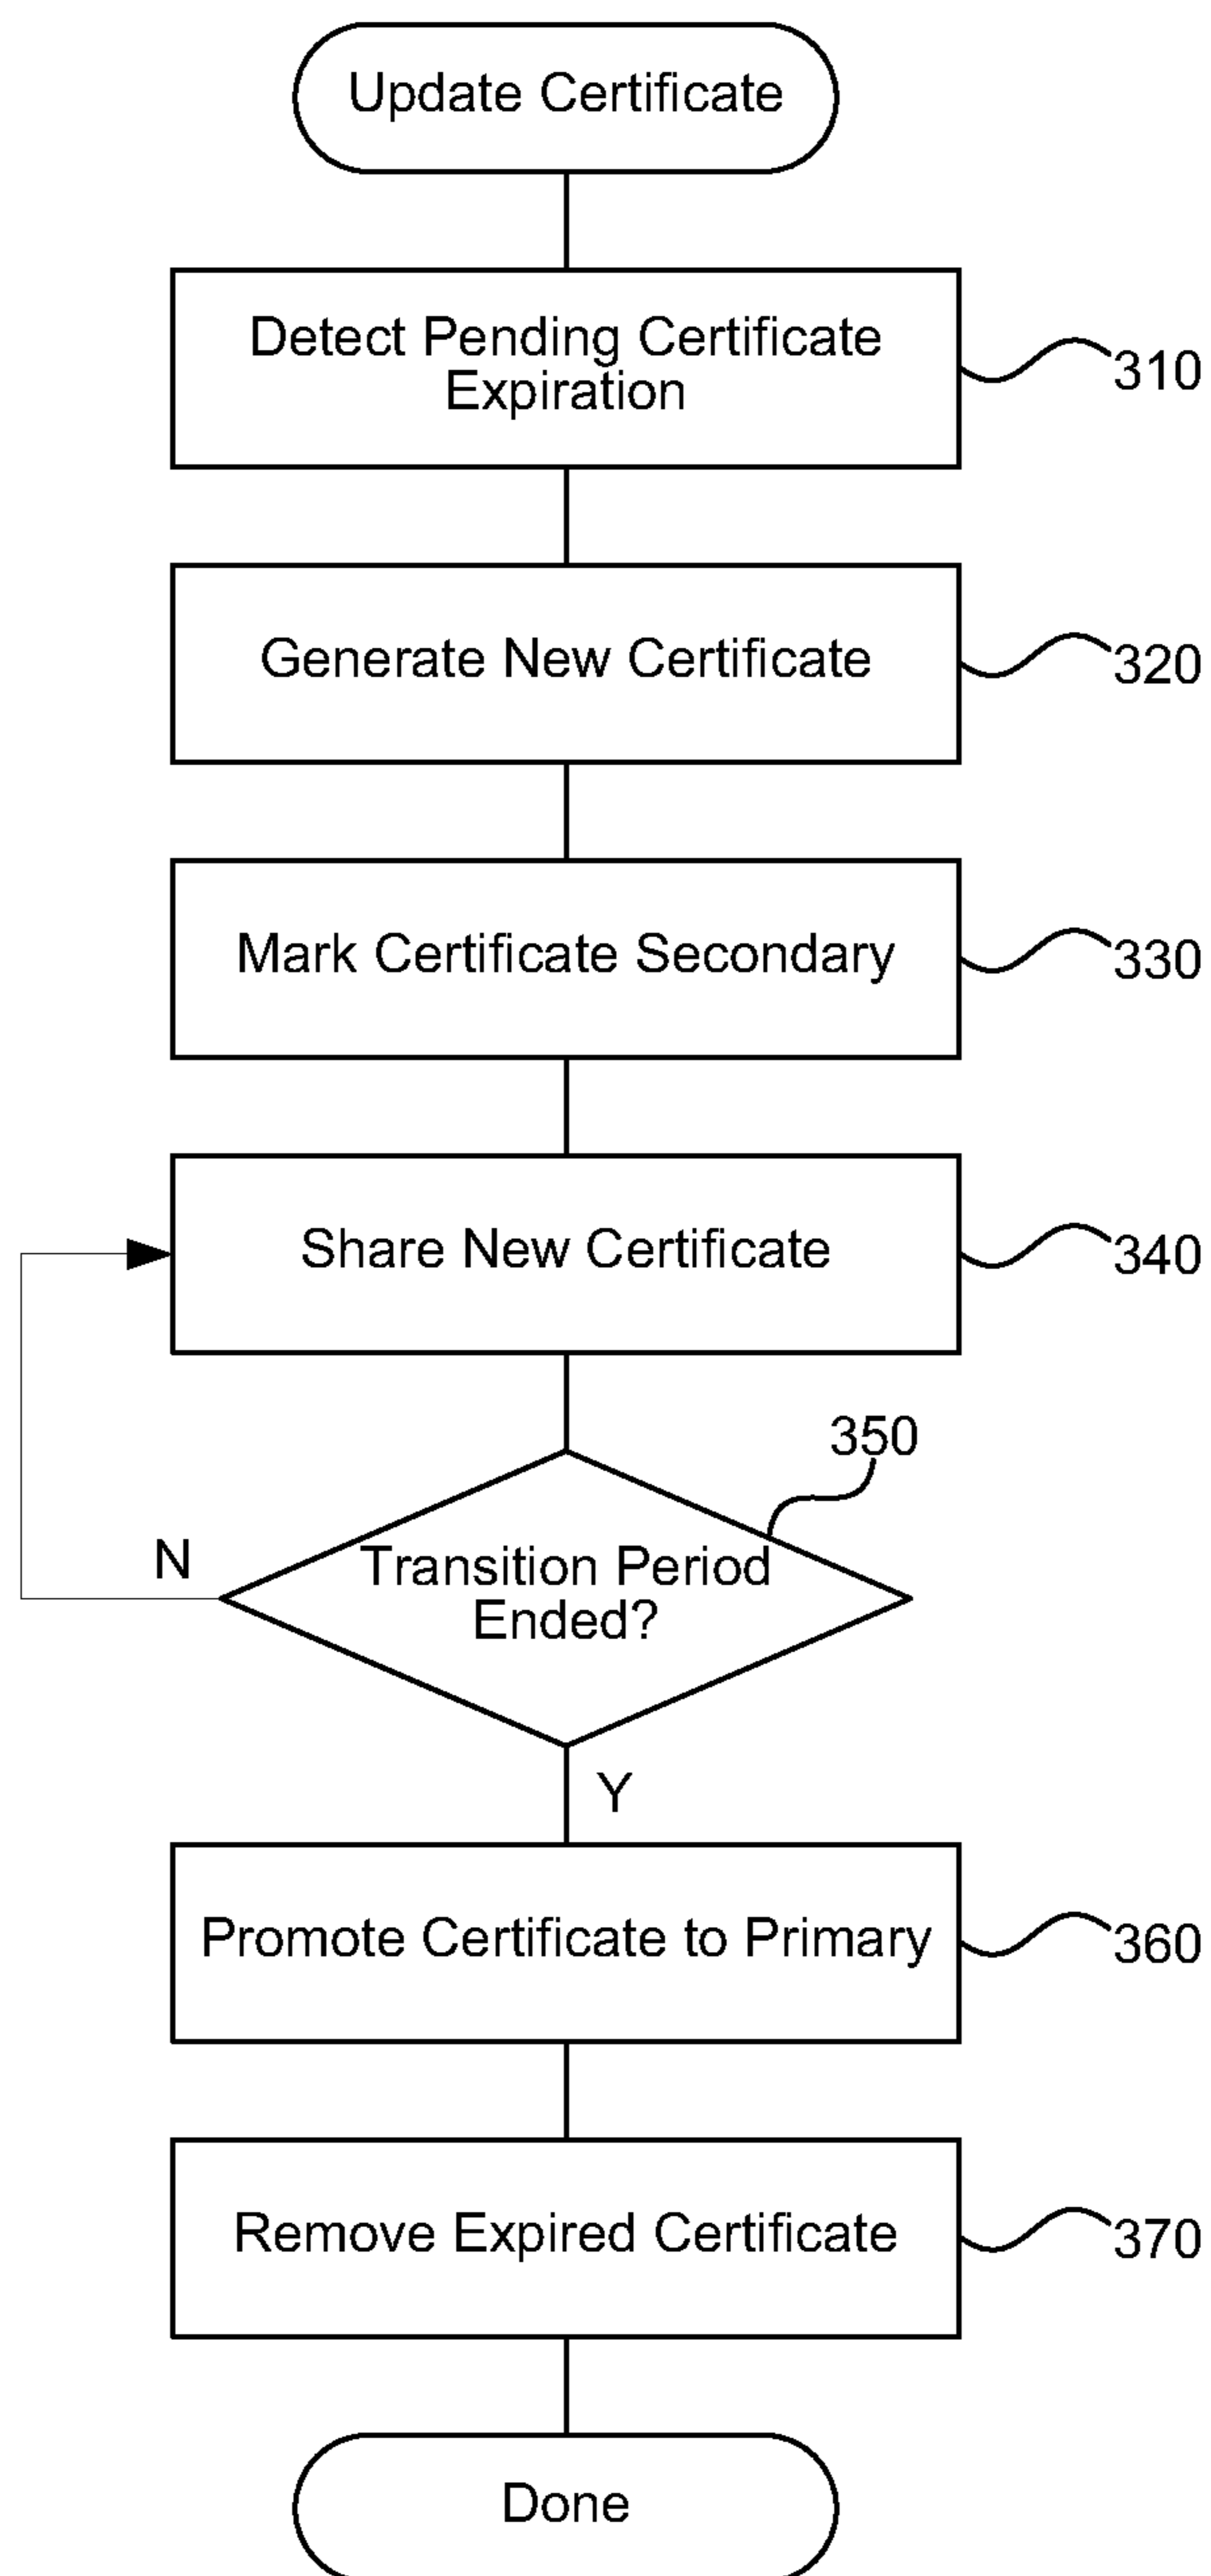 Update Certificate
Detect Pending Certificate
Expiration
310
Generate New Certificate
320
Mark Certificate Secondary
330
Share New Certificate
340
350
Transition Period
Ended?
N
Y
Promote Certificate to Primary
360
Remove Expired Certificate
370
Done